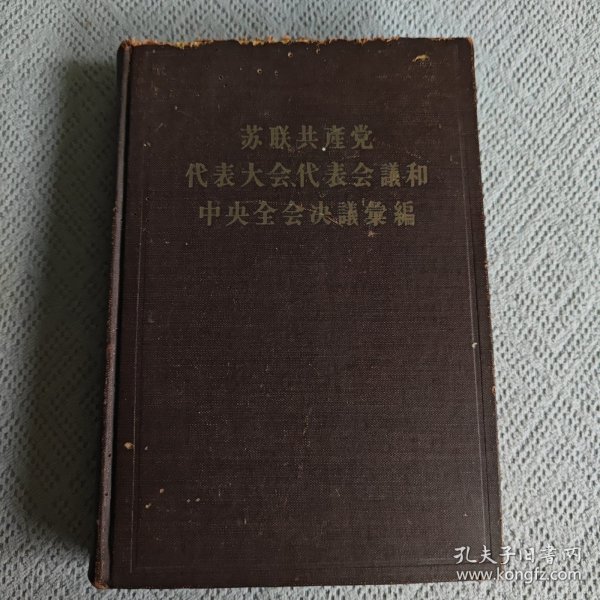 苏联共產党
代表大会、代表会議和
中央全会决議彙編
孔夫子旧书网
www.kongfz.com